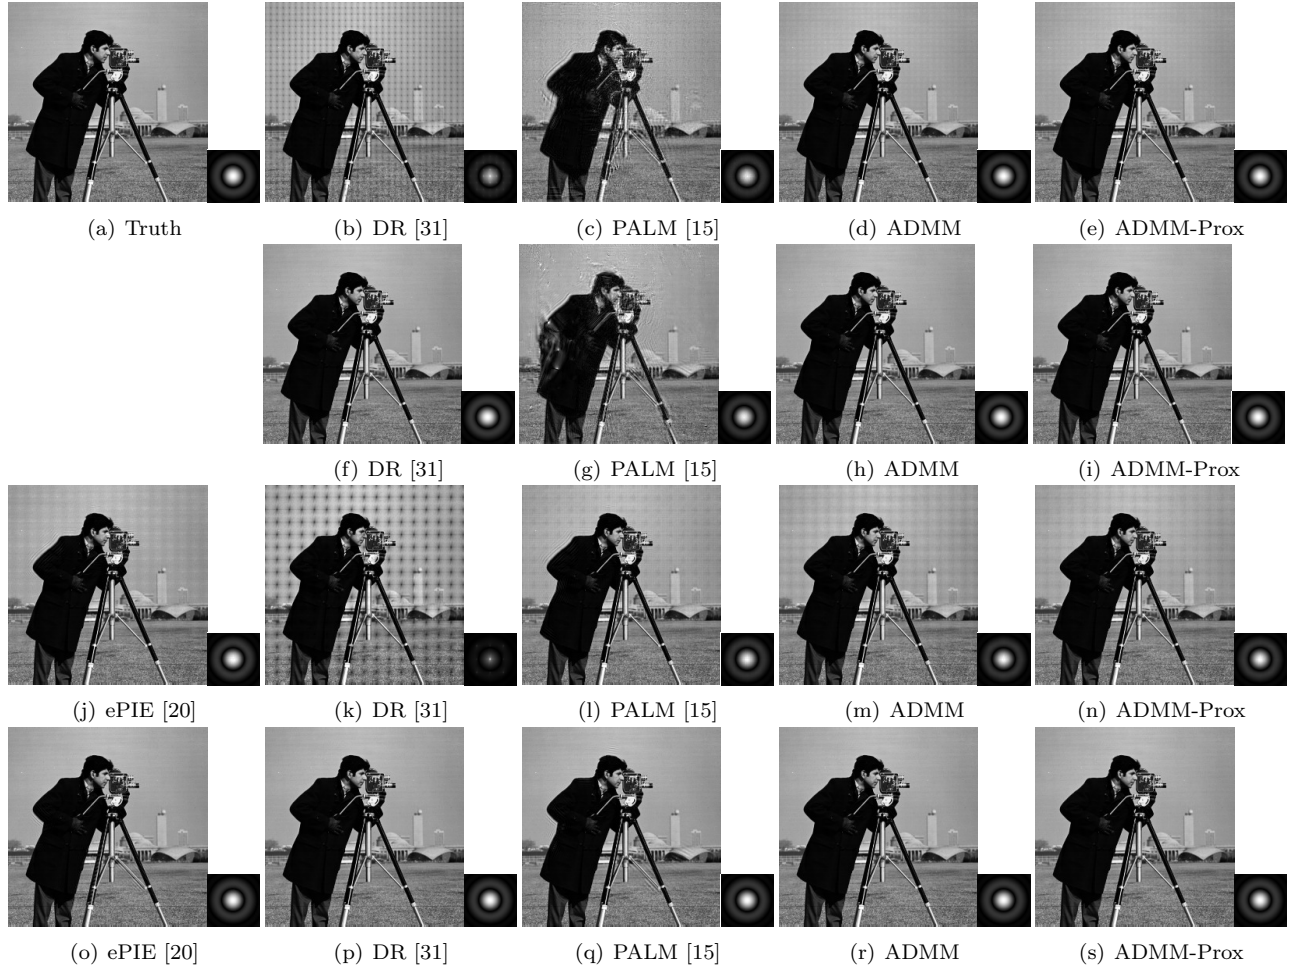 (a) Truth
(b) DR [31]
(c) PALM [15]
(d) ADMM
(e) ADMM-Prox
(f) DR [31]
(g) PALM [15]
(h) ADMM
(i) ADMM-Prox
(j) ePIE [20]
(k) DR [31]
(l) PALM [15]
(m) ADMM
(n) ADMM-Prox
(o) ePIE [20]
(p) DR [31]
(q) PALM [15]
(r) ADMM
(s) ADMM-Prox